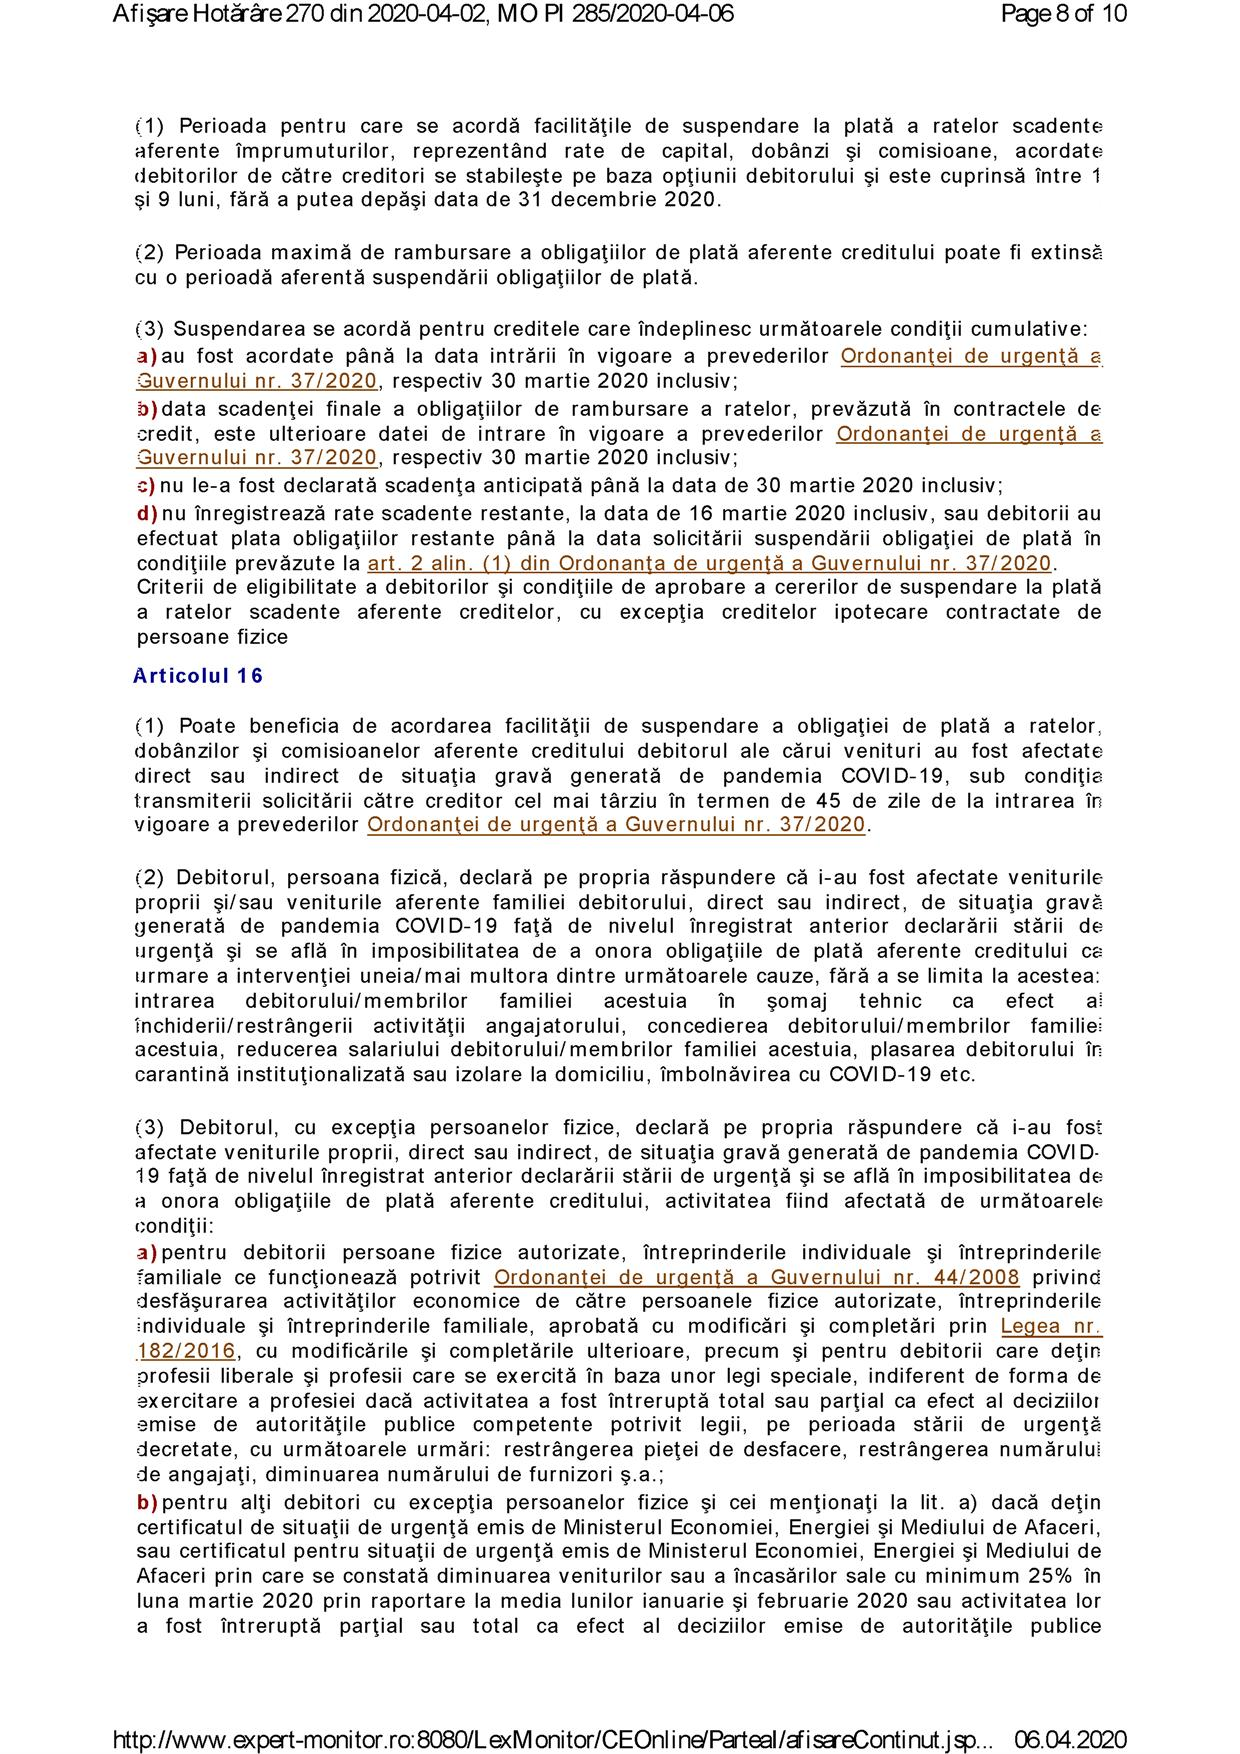 Afişare Hotărâre 270 din 2020-04-02, MO PI 285/2020-04-06 Page 8 of 10
(1) Perioada pentru care se acordă facilităţile de suspendare la plată a ratelor scadente
aferente împrumuturilor, reprezentând rate de capital, dobânzi şi comisioane, acordate
debitorilor de către creditori se stabileşte pe baza opţiunii debitorului şi este cuprinsă între 1
şi 9 luni, fără a putea depăşi data de 31 decembrie 2020.
(2) Perioada maximă de rambursare a obligaţiilor de plată aferente creditului poate fi extinsă
cu o perioadă aferentă suspendării obligaţiilor de plată.
(3) Suspendarea se acordă pentru creditele care îndeplinesc următoarele condiţii cumulative:
a) au fost acordate până la data intrării în vigoare a prevederilor Ordonanţei de urgenţă a
Guvernului nr. 37/2020, respectiv 30 martie 2020 inclusiv;
b) data scadenţei finale a obligaţiilor de rambursare a ratelor, prevăzută în contractele de
credit, este ulterioare datei de intrare în vigoare a prevederilor Ordonanţei de urgenţă a
Guvernului nr. 37/2020, respectiv 30 martie 2020 inclusiv;
c) nu le-a fost declarată scadenţa anticipată până la data de 30 martie 2020 inclusiv;
d) nu înregistrează rate scadente restante, la data de 16 martie 2020 inclusiv, sau debitorii au
efectuat plata obligaţiilor restante până la data solicitării suspendării obligaţiei de plată în
condiţiile prevăzute la art. 2 alin. (1) din Ordonanţa de urgenţă a Guvernului nr. 37/2020.
Criterii de eligibilitate a debitorilor şi condiţiile de aprobare a cererilor de suspendare la plată
a ratelor scadente aferente creditelor, cu excepţia creditelor ipotecare contractate de
persoane fizice
Articolul 16
(1) Poate beneficia de acordarea facilităţii de suspendare a obligaţiei de plată a ratelor,
dobânzilor şi comisioanelor aferente creditului debitorul ale cărui venituri au fost afectate
direct sau indirect de situaţia gravă generată de pandemia COVID-19, sub condiţia
transmiterii solicitării către creditor cel mai târziu în termen de 45 de zile de la intrarea în
vigoare a prevederilor Ordonanţei de urgenţă a Guvernului nr. 37/2020.
(2) Debitorul, persoana fizică, declară pe propria răspundere că i-au fost afectate veniturile
proprii şi/sau veniturile aferente familiei debitorului, direct sau indirect, de situaţia gravă
generată de pandemia COVID-19 faţă de nivelul înregistrat anterior declarării stării de
urgenţă şi se află în imposibilitatea de a onora obligaţiile de plată aferente creditului ca
urmare a intervenţiei uneia/mai multora dintre următoarele cauze, fără a se limita la acestea:
intrarea debitorului/membrilor familiei acestuia în şomaj tehnic ca efect al
închiderii/restrângerii activităţii angajatorului, concedierea debitorului/membrilor familiei
acestuia, reducerea salariului debitorului/membrilor familiei acestuia, plasarea debitorului în
carantină instituţionalizată sau izolare la domiciliu, îmbolnăvirea cu COVID-19 etc.
(3) Debitorul, cu excepţia persoanelor fizice, declară pe propria răspundere că i-au fost
afectate veniturile proprii, direct sau indirect, de situaţia gravă generată de pandemia COVID-
19 faţă de nivelul înregistrat anterior declarării stării de urgenţă şi se află în imposibilitatea de
a onora obligaţiile de plată aferente creditului, activitatea fiind afectată de următoarele
condiţii:
a) pentru debitorii persoane fizice autorizate, întreprinderile individuale şi întreprinderile
familiale ce funcţionează potrivit Ordonanţei de urgenţă a Guvernului nr. 44/2008 privind
desfăşurarea activităţilor economice de către persoanele fizice autorizate, întreprinderile
individuale şi întreprinderile familiale, aprobată cu modificări şi completări prin Legea nr.
182/2016, cu modificările şi completările ulterioare, precum şi pentru debitorii care deţin
profesii liberale şi profesii care se exercită în baza unor legi speciale, indiferent de forma de
exercitare a profesiei dacă activitatea a fost întreruptă total sau parţial ca efect al deciziilor
emise de autorităţile publice competente potrivit legii, pe perioada stării de urgenţă
decretate, cu următoarele urmări: restrângerea pieţei de desfacere, restrângerea numărului
de angajaţi, diminuarea numărului de furnizori ş.a.;
b) pentru alţi debitori cu excepţia persoanelor fizice şi cei menţionaţi la lit. a) dacă deţin
certificatul de situaţii de urgenţă emis de Ministerul Economiei, Energiei şi Mediului de Afaceri,
sau certificatul pentru situaţii de urgenţă emis de Ministerul Economiei, Energiei şi Mediului de
Afaceri prin care se constată diminuarea veniturilor sau a încasărilor sale cu minimum 25% în
luna martie 2020 prin raportare la media lunilor ianuarie şi februarie 2020 sau activitatea lor
a fost întreruptă parţial sau total ca efect al deciziilor emise de autorităţile publice
http://www.expert-monitor.ro:8080/LexMonitor/CEOnline/ParteaI/afisareContinut.jsp... 06.04.2020